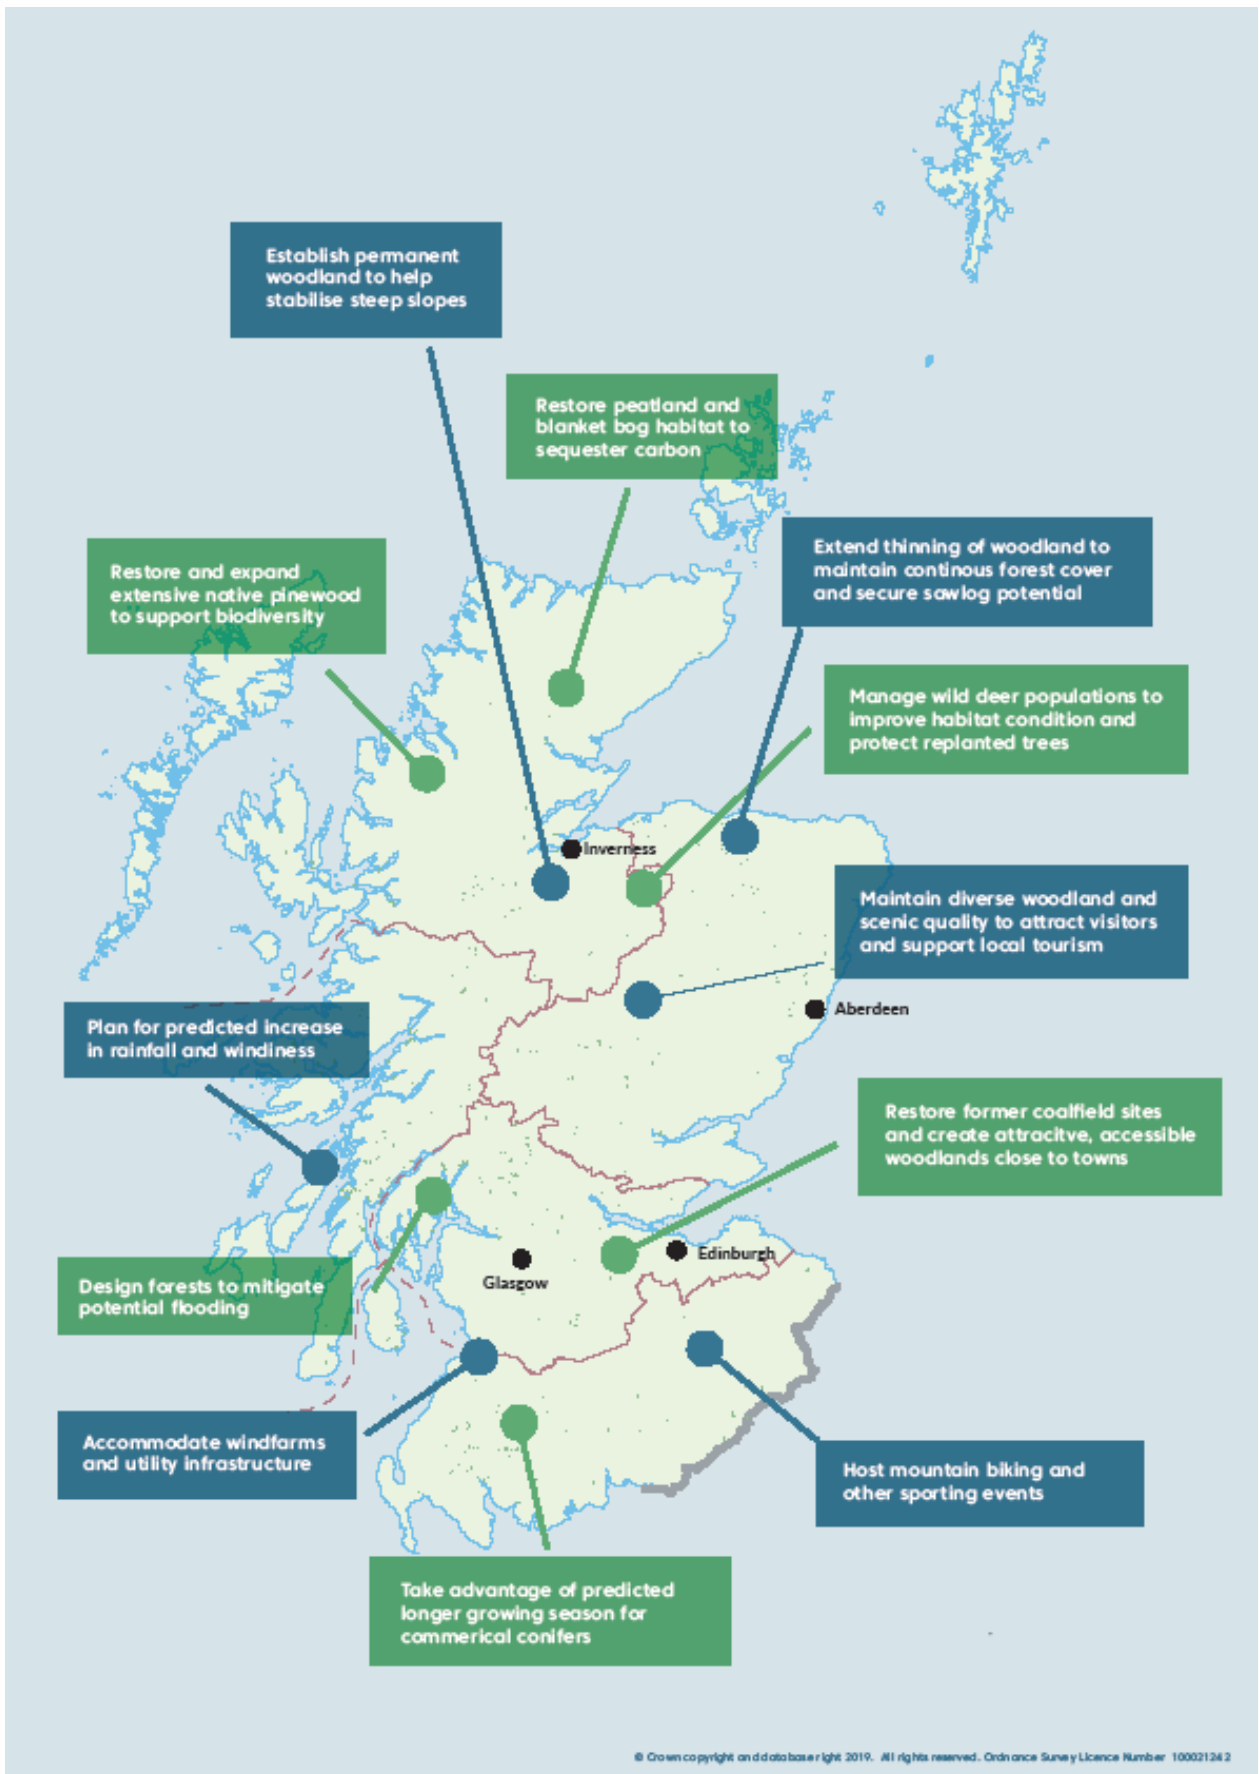 Establish permanent
woodland to help
stabilise steep slopes
Restore peatland and
blanket bog habitat to
sequester carbon
Extend thinning of woodland to
maintain continous forest cover
and secure sawlog potential
Restore and expand
extensive native pinewood
to support biodiversity
Manage wild deer populations to
improve habitat condition and
protect replanted trees
Inverness
Maintain diverse woodland and
scenic quality to attract visitors
and support local tourism
Aberdeen
Plan for predicted increase
in rainfall and windiness
Restore former coalfield sites
and create attracitve, accessible
woodlands close to towns
Edinburgh
Glasgow
Design forests to mitigate
potential flooding
Accommodate windfarms
and utility infrastructure
Host mountain biking and
other sporting events
Take advantage of predicted
longer growing season for
commerical conifers
© Crown copyright and database right 2019. All rights reserved. Ordnance Survey Licence Number 100021242